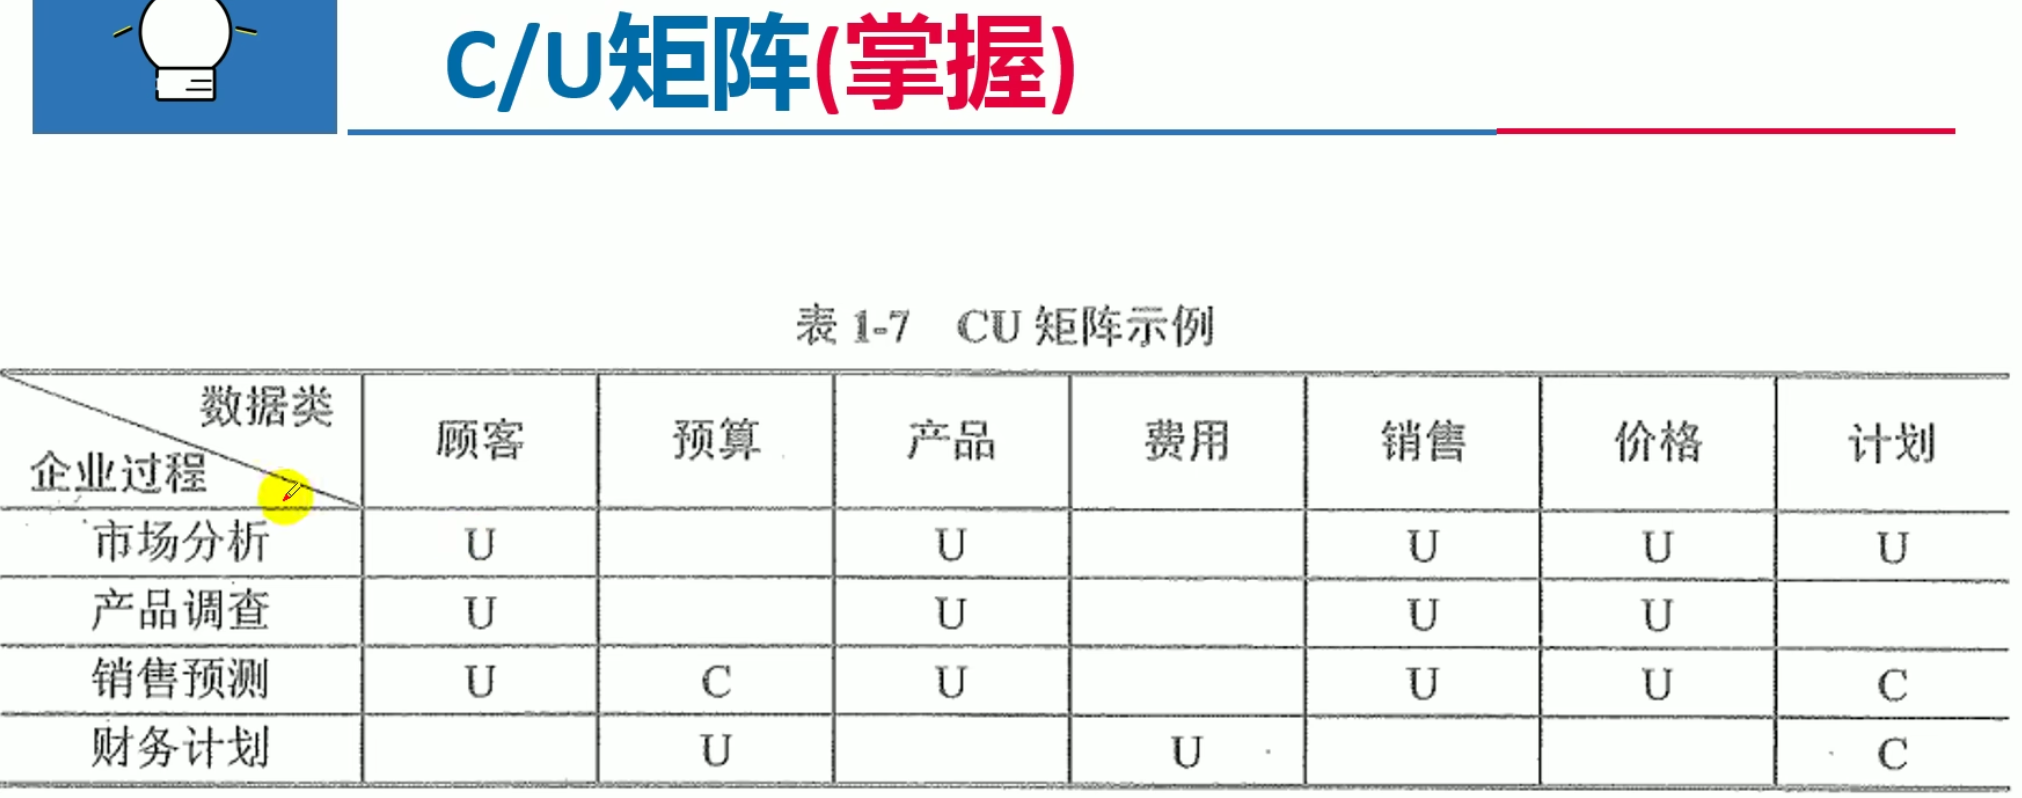 C/U矩阵(掌握)
表 1-7 CU 矩阵示例
数据类
企业过程 顾客 预算 产品 费用 销售 价格 计划
市场分析 U U U U U
产品调查 U U U U
销售预测 U C U U U C
财务计划 U U C